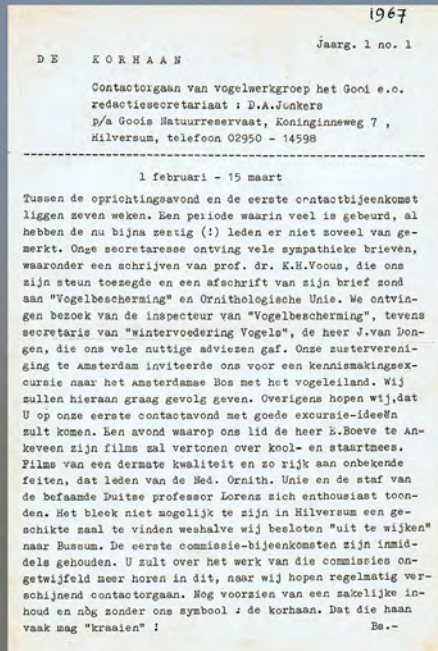 1967
Jaarg. 1 no. 1
DE KORHAAN
Contactorgaan van vogelwerkgroep het Gooi e.o.
redactiesecretariaat : D.A.Jonkers
p/a Goois Natuurreservaat, Koninginneweg 7 ,
Hilversum, telefoon 02950 - 14598
1 februari - 15 maart
Tussen de oprichtingsavond en de eerste contactbijeenkomst
liggen zeven weken. Een periode waarin veel is gebeurd, al
hebben de nu bijna zestig (!) leden er niet zoveel van ge-
merkt. Onze secretaresse ontving vele sympathieke brieven,
waaronder een schrijven van prof. dr. K.H.Voous, die ons
zijn steun toezegde en een afschrift van zijn brief zond
aan "Vogelbescherming" en Ornithologische Unie. We ontvin-
gen bezoek van de inspecteur van "Vogelbescherming", tevens
secretaris van "wintervoedering Vogels", de heer J.van Don-
gen, die ons vele nuttige adviezen gaf. Onze zustervereni-
ging te Amsterdam inviteerde ons voor een kennismakingsex-
cursie naar het Amsterdamse Bos met het vogeleiland. Wij
zullen hieraan graag gevolg geven. Overigens hopen wij,dat
U op onze eerste contactavond met goede excursie-ideeën
zult komen. Een avond waarop ons lid de heer E.Boeve te An-
keveen zijn films zal vertonen over kool- en staartmees.
Films van een dermate kwaliteit en zo rijk aan onbekende
feiten, dat leden van de Ned. Ornith. Unie en de staf van
de befaamde Duitse professor Lorenz zich enthousiast toon-
den. Het bleek niet mogelijk te zijn in Hilversum een ge-
schikte zaal te vinden weshalve wij besloten "uit te wijken"
naar Bussum. De eerste commissie-bijeenkomsten zijn inmid-
dels gehouden. U zult over het werk van die commissies on-
getwijfeld meer horen in dit, naar wij hopen regelmatig ver-
schijnend contactorgaan. Nog voorzien van een zakelijke in-
houd en nòg zonder ons symbool : de korhaan. Dat die haan
vaak mag "kraaien" ! Bs.-